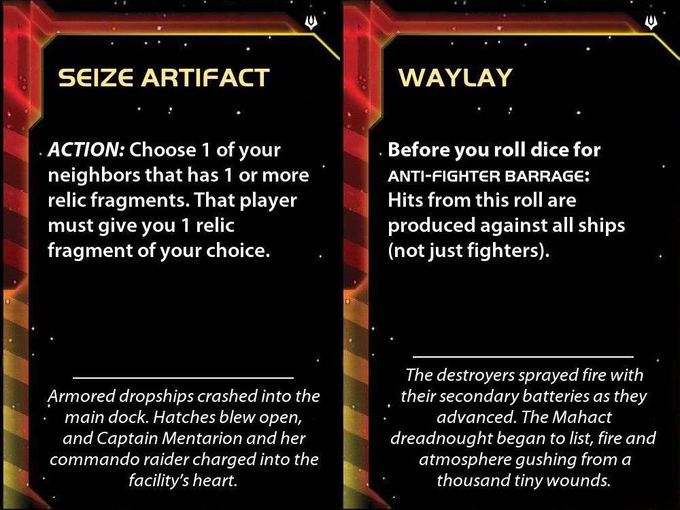 SEIZE ARTIFACT
ACTION: Choose 1 of your
neighbors that has 1 or more
relic fragments. That player
must give you 1 relic
fragment of your choice.
Armored dropships crashed into the
main dock. Hatches blew open,
and Captain Mentarion and her
commando raider charged into the
facility's heart.
WAYLAY
Before you roll dice for
ANTI-FIGHTER BARRAGE:
Hits from this roll are
produced against all ships
(not just fighters).
The destroyers sprayed fire with
their secondary batteries as they
advanced. The Mahact
dreadnought began to list, fire and
atmosphere gushing from a
thousand tiny wounds.